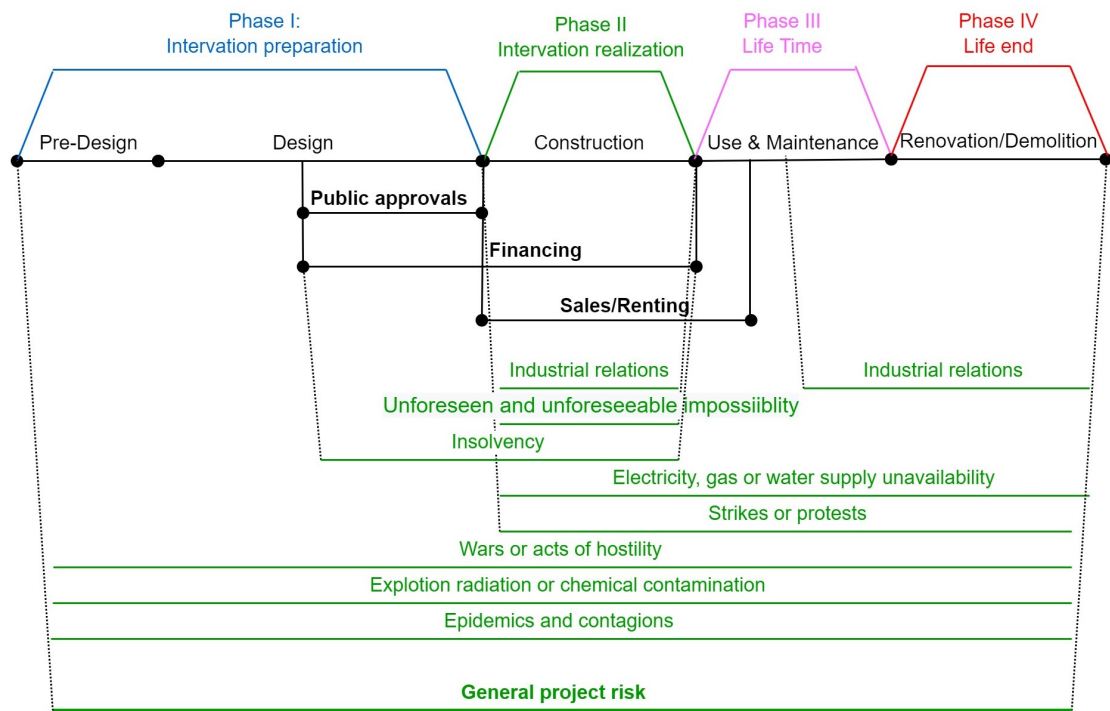 Phase I:
Intervation preparation
Phase II
Intervation realization
Phase III
Life Time
Phase IV
Life end
Pre-Design
Design
Construction
Use & Maintenance
Renovation/Demolition
Public approvals
Financing
Sales/Renting
Industrial relations
Industrial relations
Unforeseen and unforeseeable impossiiblity
Insolvency
Electricity, gas or water supply unavailability
Strikes or protests
Wars or acts of hostility
Explotion radiation or chemical contamination
Epidemics and contagions
General project risk